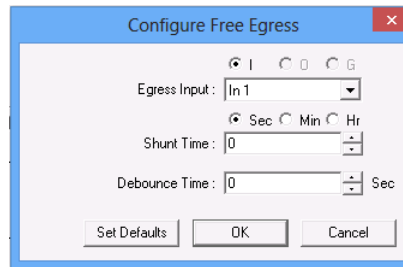 Configure Free Egress
I O G
Egress Input : In 1
Sec Min Hr
Shunt Time : 0
Debounce Time : 0 Sec
Set Defaults OK Cancel